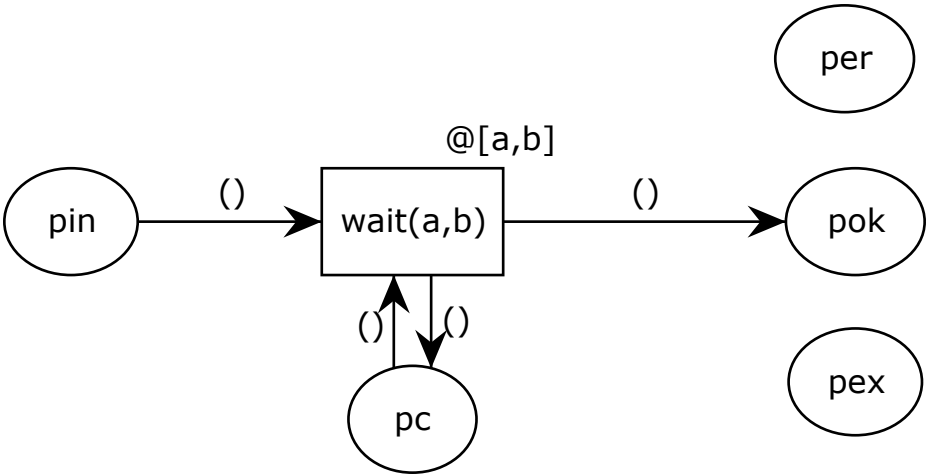 per
@[a,b]
pin
()
wait(a,b)
()
pok
()
()
pc
pex